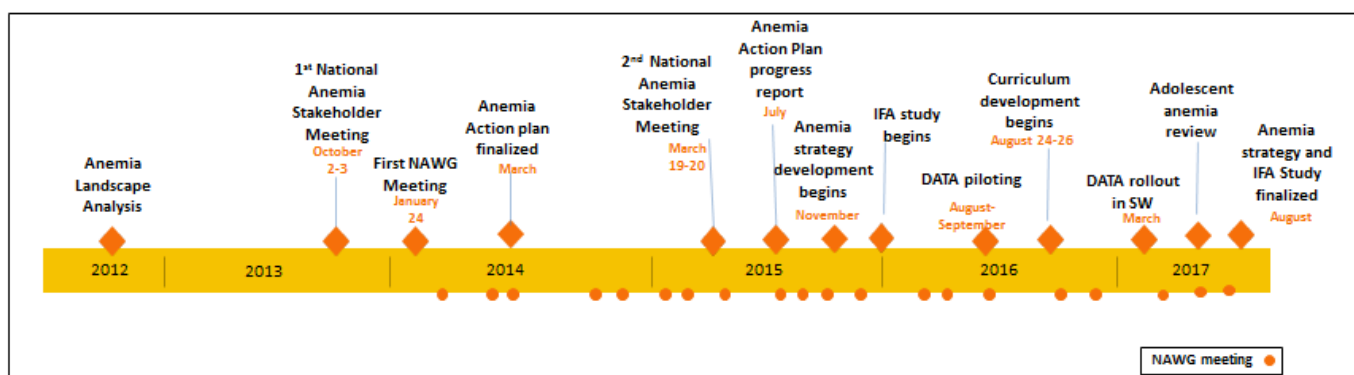 Anemia
Landscape
Analysis
1st National
Anemia
Stakeholder
Meeting
October
2-3
First NAWG
Meeting
January
24
Anemia
Action plan
finalized
March
2nd National
Anemia
Stakeholder
Meeting
March
19-20
Anemia
Action Plan
progress
report
July
Anemia
strategy
development
begins
November
IFA study
begins
DATA piloting
August-
September
Curriculum
development
begins
August 24-26
DATA rollout
in SW
March
Adolescent
anemia
review
Anemia
strategy and
IFA Study
finalized
August
2012
2013
2014
2015
2016
2017
NAWG meeting